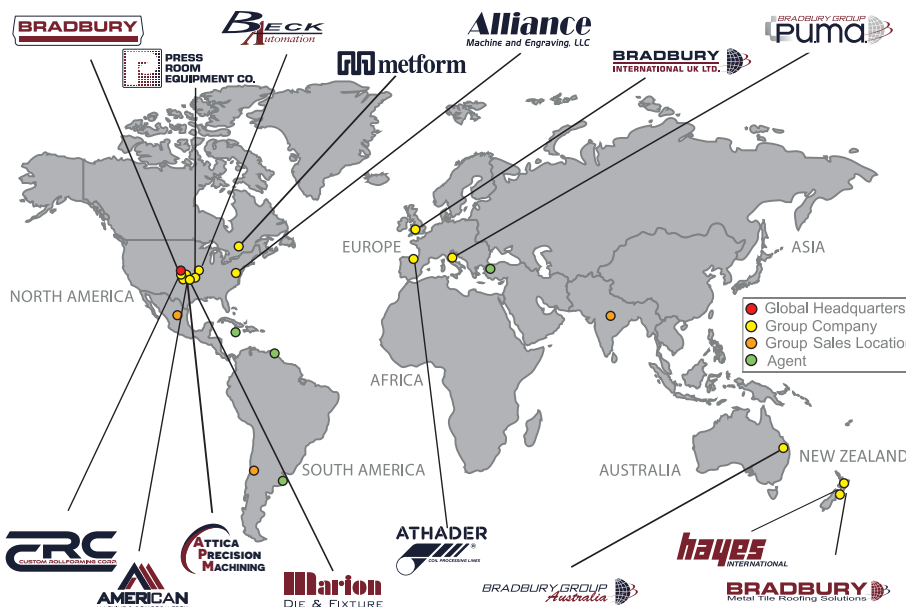 BRADBURY
PRESS
ROOM
EQUIPMENT CO.
BECK
Automation
metform
Alliance
Machine and Engraving, LLC
BRADBURY
INTERNATIONAL UK LTD.
BRADBURY GROUP
P.U.M.A.
EUROPE
ASIA
NORTH AMERICA
Global Headquarters
Group Company
Group Sales Location
Agent
AFRICA
SOUTH AMERICA
AUSTRALIA
NEW ZEALAND
CRC
CUSTOM ROLLFORMING CORP.
AMERICAN
ATTICA
PRECISION
MACHINING
Marion
DIE & FIXTURE
ATHADER
®
COIL PROCESSING LINES
BRADBURY GROUP
Australia
hayes
INTERNATIONAL
BRADBURY
Metal Tile Roofing Solutions